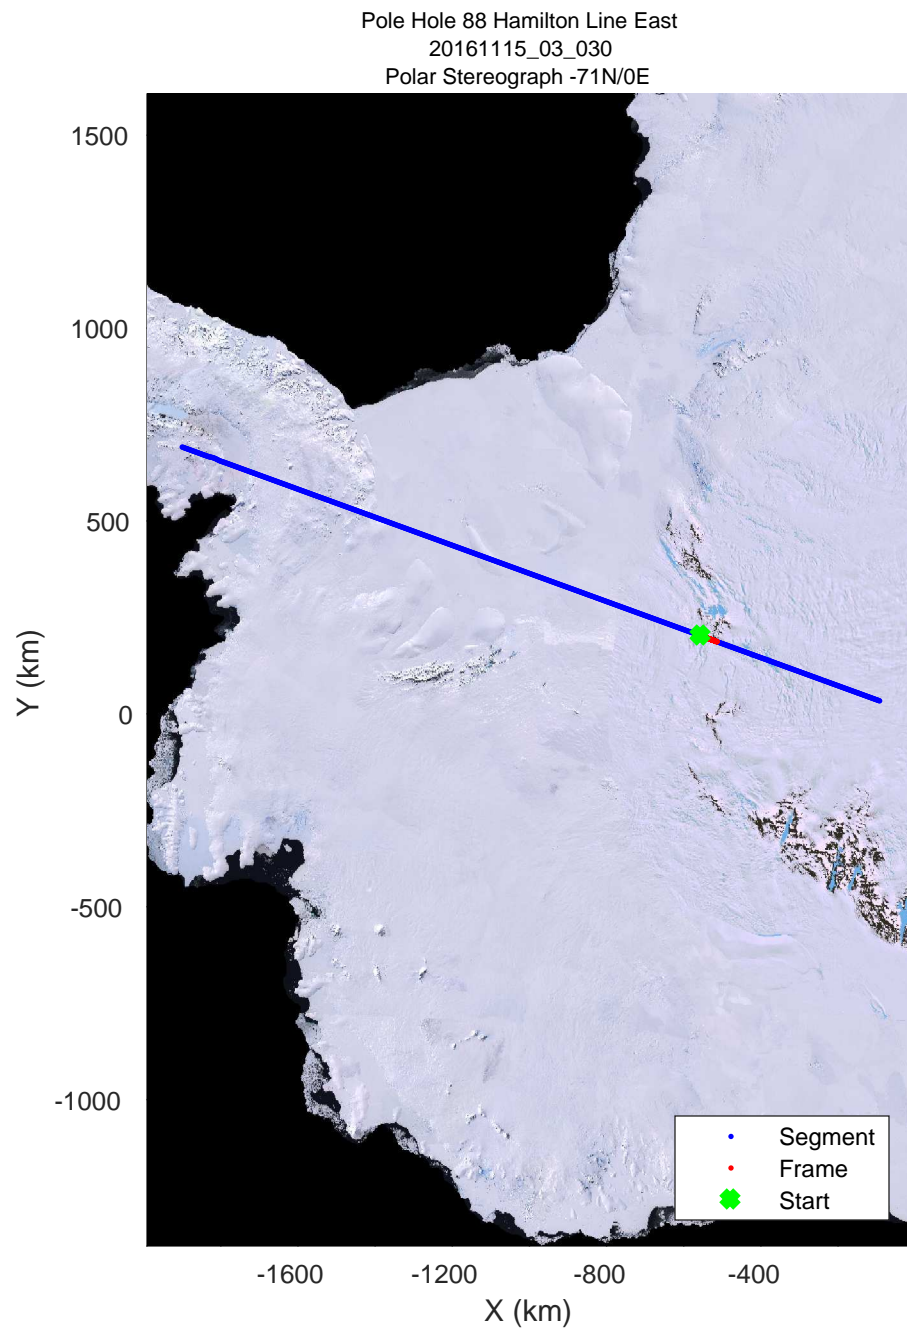 Pole Hole 88 Hamilton Line East
20161115_03_030
Polar Stereograph -71N/0E
1500
1000
500
0
-500
-1000
Y (km)
-1600
-1200
-800
-400
X (km)
Segment
Frame
Start